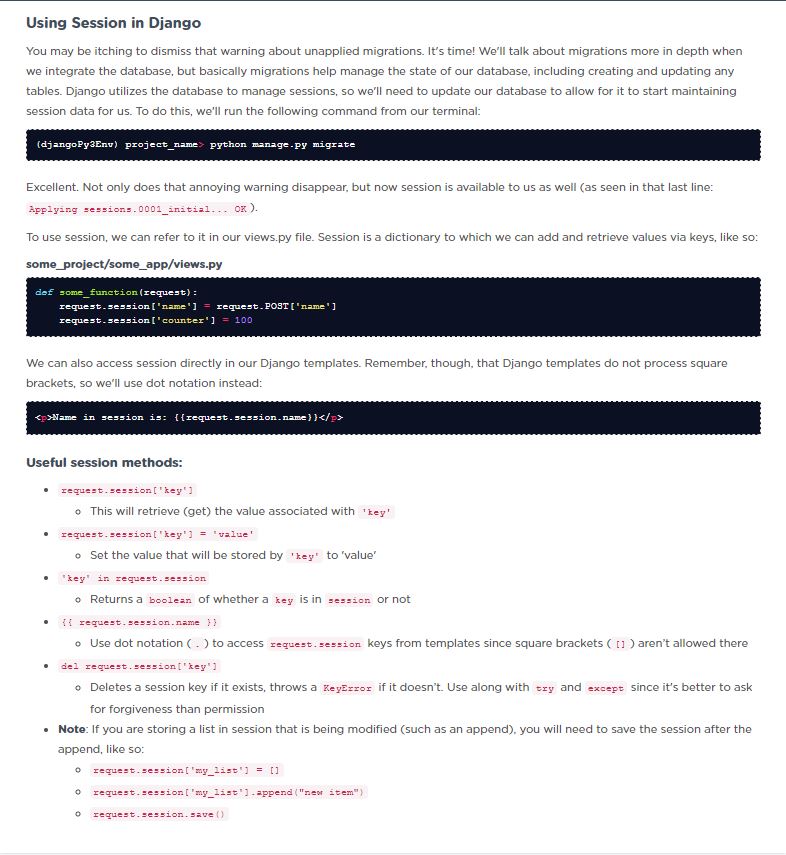 Using Session in Django
You may be itching to dismiss that warning about unapplied migrations. It's time! We'll talk about migrations more in depth when
we integrate the database, but basically migrations help manage the state of our database, including creating and updating any
tables. Django utilizes the database to manage sessions, so we'll need to update our database to allow for it to start maintaining
session data for us. To do this, we'll run the following command from our terminal:
(djangoPy3Env) project_name> python manage.py migrate
Excellent. Not only does that annoying warning disappear, but now session is available to us as well (as seen in that last line:
Applying sessions.0001_initial... OK ).
To use session, we can refer to it in our views.py file. Session is a dictionary to which we can add and retrieve values via keys, like so:
some_project/some_app/views.py
def some_function(request):
    request.session['name'] = request.POST['name']
    request.session['counter'] = 100
We can also access session directly in our Django templates. Remember, though, that Django templates do not process square
brackets, so we'll use dot notation instead:
<p>Name in session is: {{request.session.name}}</p>
Useful session methods:
• request.session['key']
◦ This will retrieve (get) the value associated with 'key'
• request.session['key'] = 'value'
◦ Set the value that will be stored by 'key' to 'value'
• 'key' in request.session
◦ Returns a boolean of whether a key is in session or not
• {{ request.session.name }}
◦ Use dot notation ( . ) to access request.session keys from templates since square brackets ( [] ) aren't allowed there
• del request.session['key']
◦ Deletes a session key if it exists, throws a KeyError if it doesn't. Use along with try and except since it's better to ask
for forgiveness than permission
• Note: If you are storing a list in session that is being modified (such as an append), you will need to save the session after the
append, like so:
◦ request.session['my_list'] = []
◦ request.session['my_list'].append("new item")
◦ request.session.save()